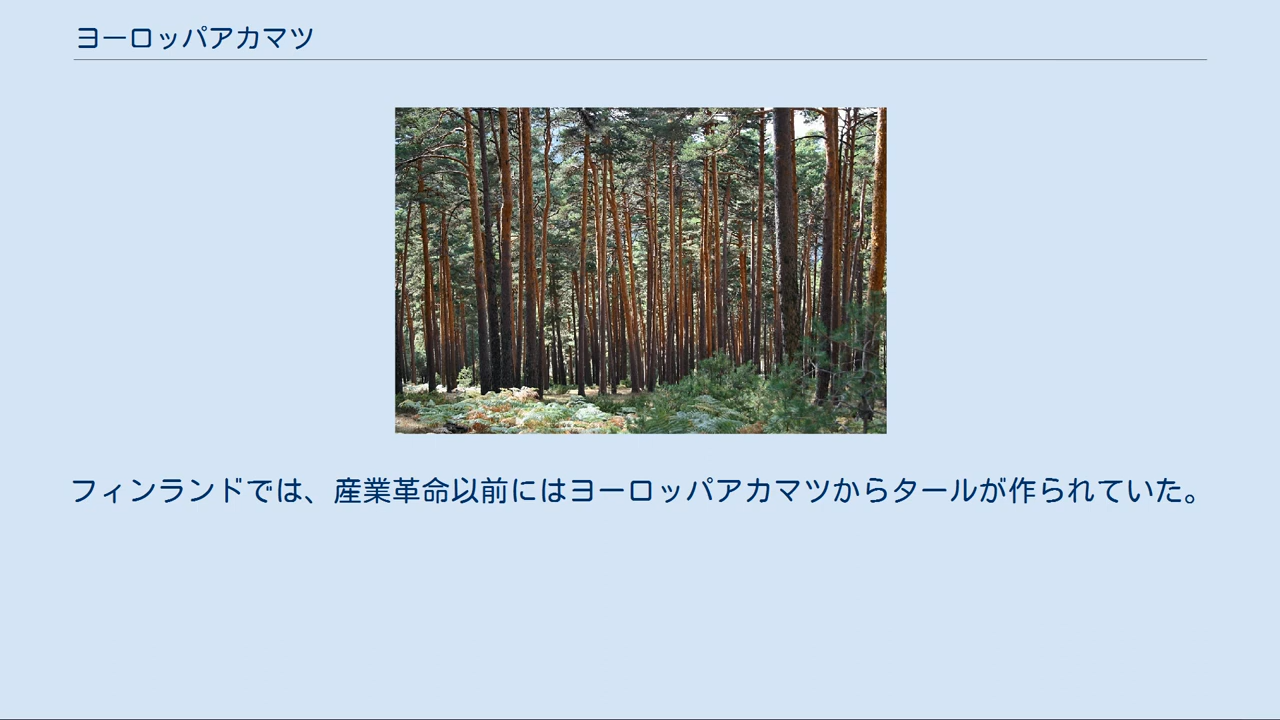 ヨーロッパアカマツ
フィンランドでは、産業革命以前にはヨーロッパアカマツからタールが作られていた。